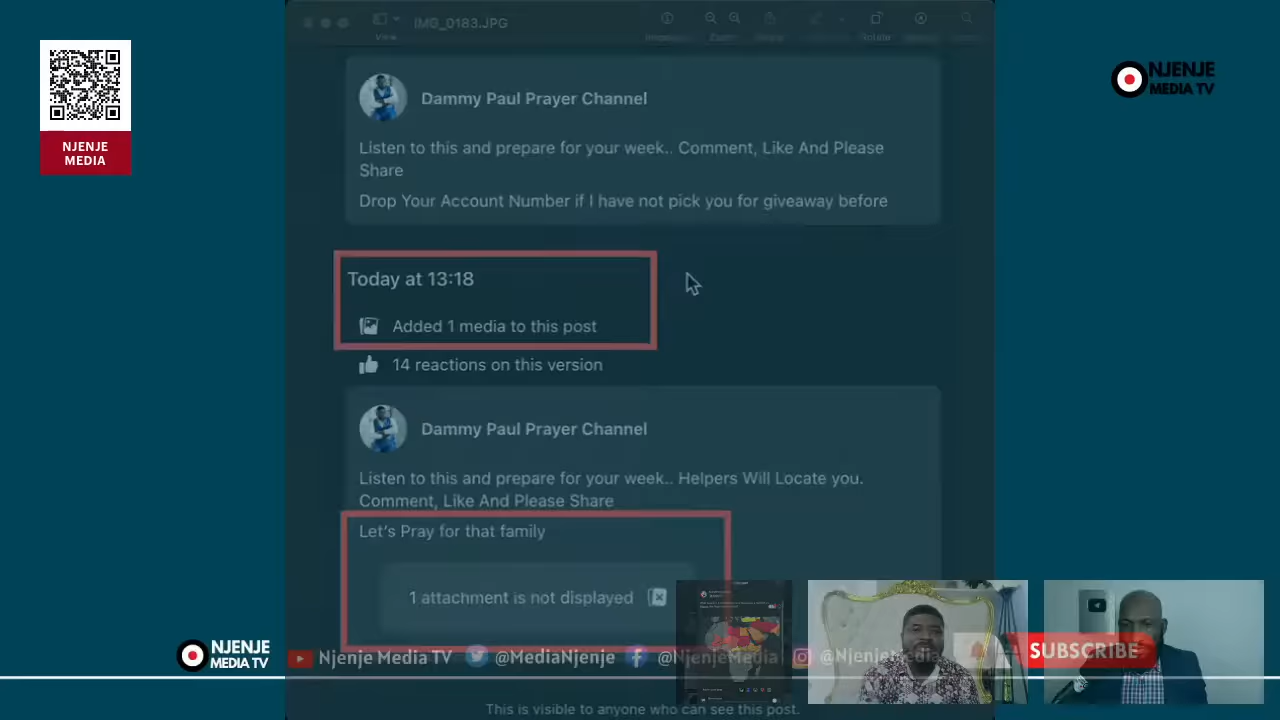 IMG_0183.JPG
View
Zoom
Rotate
NJENJE
MEDIA TV
NJENJE
MEDIA
Dammy Paul Prayer Channel
Listen to this and prepare for your week.. Comment, Like And Please
Share
Drop Your Account Number if I have not pick you for giveaway before
Today at 13:18
Added 1 media to this post
14 reactions on this version
Dammy Paul Prayer Channel
Listen to this and prepare for your week.. Helpers Will Locate you.
Comment, Like And Please Share
Let's Pray for that family
1 attachment is not displayed
NJENJE
MEDIA TV
Njenje Media TV @MediaNjenje @NjenjeMedia @NjenjeMedia SUBSCRIBE
This is visible to anyone who can see this post.